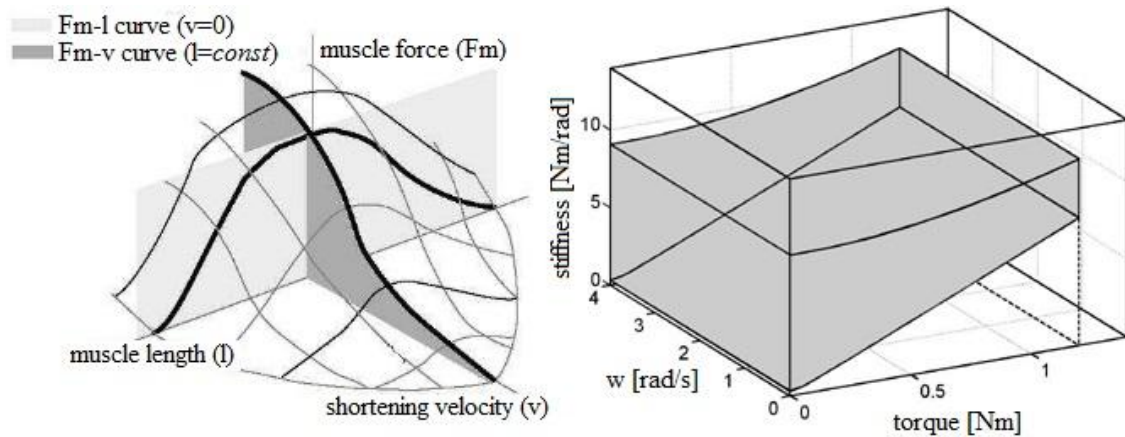 Fm-l curve (v=0)
Fm-v curve (l=const)
muscle force (Fm)
muscle length (l)
shortening velocity (v)
stiffness [Nm/rad]
10
5
0
4
3
2
1
0
w [rad/s]
0
0.5
1
torque [Nm]